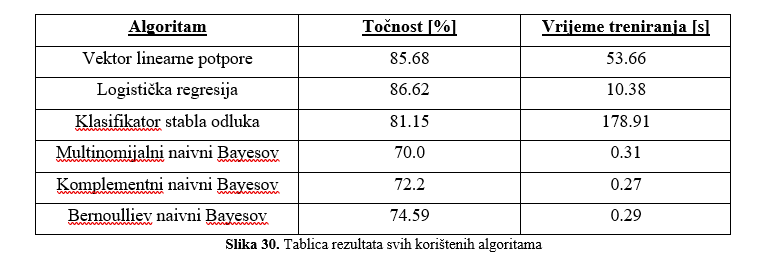 Algoritam Točnost [%] Vrijeme treniranja [s]
Vektor linearne potpore 85.68 53.66
Logistička regresija 86.62 10.38
Klasifikator stabla odluka 81.15 178.91
Multinomijalni naivni Bayesov 70.0 0.31
Komplementni naivni Bayesov 72.2 0.27
Bernoulliev naivni Bayesov 74.59 0.29
Slika 30. Tablica rezultata svih korištenih algoritama